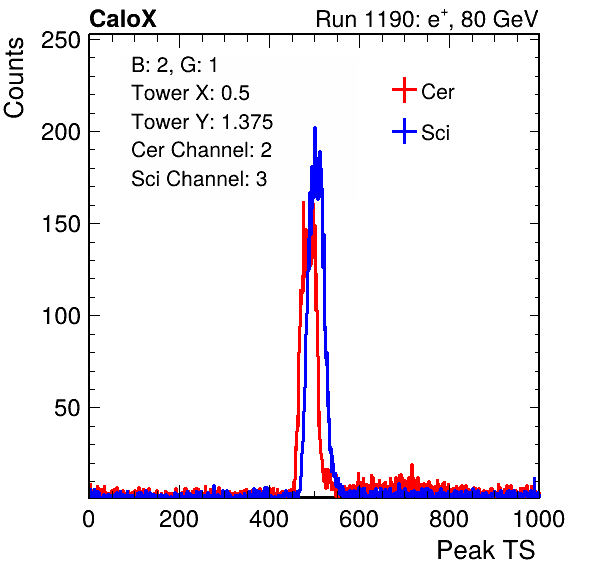 CaloX Run 1190: e⁺, 80 GeV
Counts
250
200
150
100
50
B: 2, G: 1
Tower X: 0.5
Tower Y: 1.375
Cer Channel: 2
Sci Channel: 3
Cer
Sci
0 200 400 600 800 1000
Peak TS